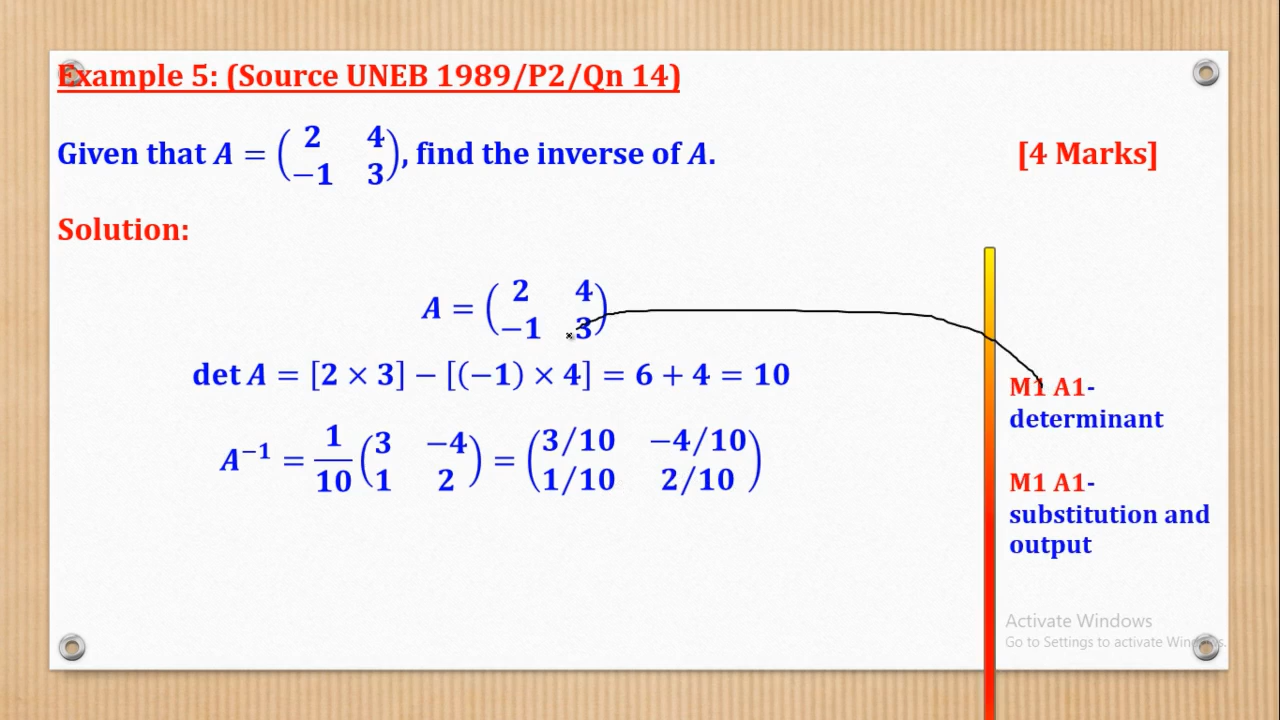 Example 5: (Source UNEB 1989/P2/Qn 14)
Given that A = ( 2 4 −1 3 ), find the inverse of A. [4 Marks]
Solution:
A = ( 2 4 −1 3 )
det A = [2 × 3] − [(−1) × 4] = 6 + 4 = 10
A⁻¹ = 1/10 ( 3 −4 1 2 ) = ( 3/10 −4/10 1/10 2/10 )
M1 A1-
determinant
M1 A1-
substitution and
output
Activate Windows
Go to Settings to activate Windows.